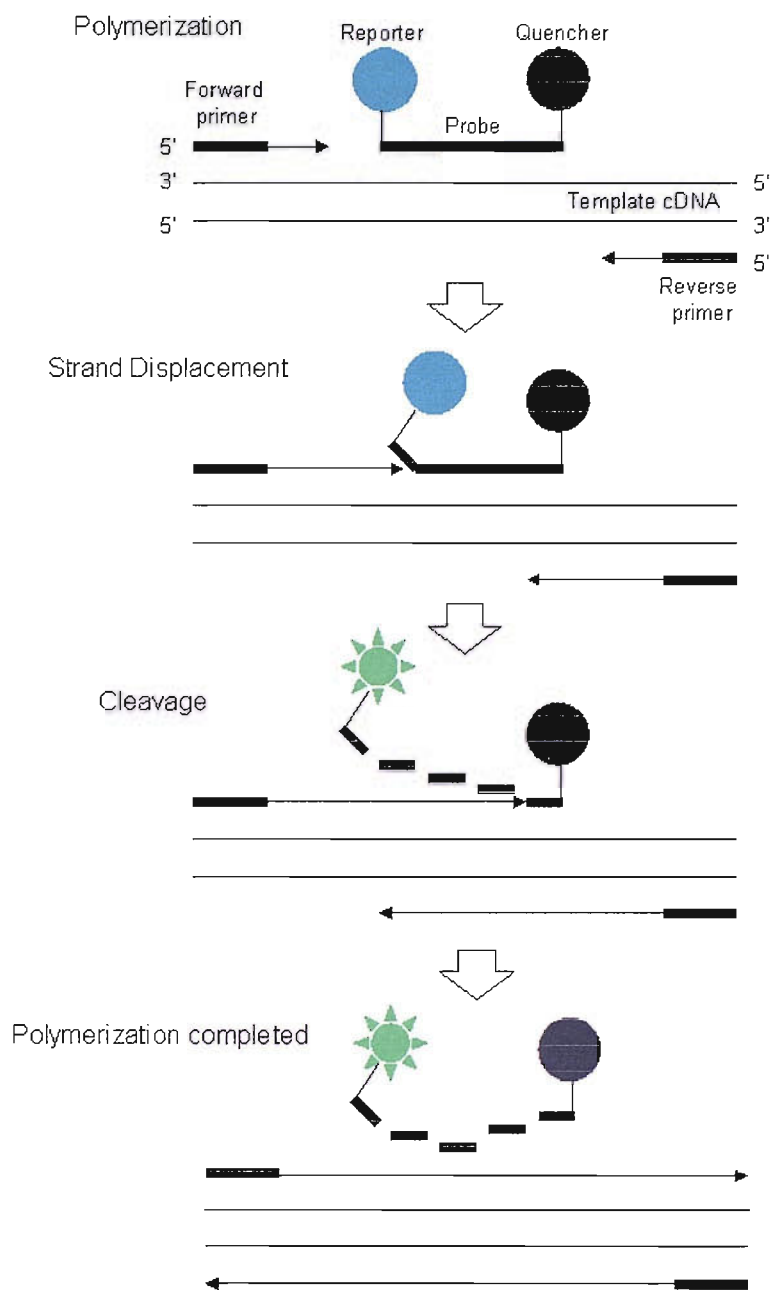 Polymerization
Reporter
Quencher
Forward
primer
Probe
5'
3'
5'
Template cDNA
5'
3'
5'
Reverse
primer
Strand Displacement
Cleavage
Polymerization completed